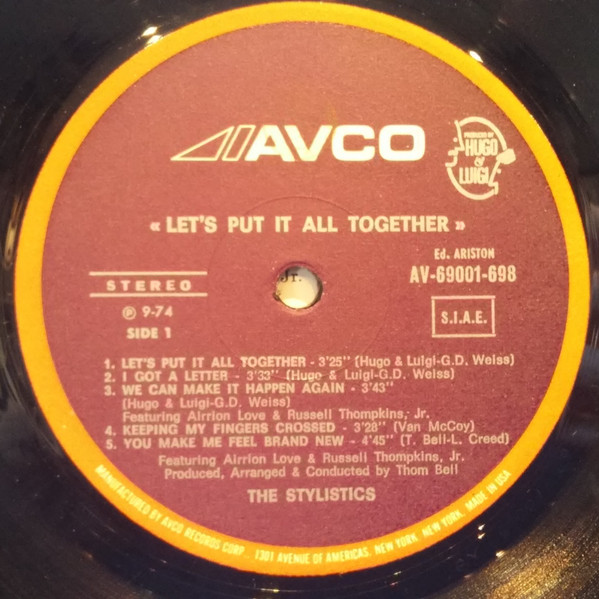 AVCO
PRODUCED BY
HUGO
&
LUIGI
« LET'S PUT IT ALL TOGETHER »
Ed. ARISTON
STEREO
AV-69001-698
℗ 9-74
SIDE 1
S.I.A.E.
Jr.
1. LET'S PUT IT ALL TOGETHER - 3'25'' (Hugo & Luigi-G.D. Weiss)
2. I GOT A LETTER - 3'33'' (Hugo & Luigi-G.D. Weiss)
3. WE CAN MAKE IT HAPPEN AGAIN - 3'43''
(Hugo & Luigi-G.D. Weiss)
Featuring Airrion Love & Russell Thompkins, Jr.
4. KEEPING MY FINGERS CROSSED - 3'28'' (Van McCoy)
5. YOU MAKE ME FEEL BRAND NEW - 4'45'' (T. Bell-L. Creed)
Featuring Airrion Love & Russell Thompkins, Jr.
Produced, Arranged & Conducted by Thom Bell
THE STYLISTICS
MANUFACTURED BY AVCO RECORDS CORP., 1301 AVENUE OF AMERICAS, NEW YORK, NEW YORK. MADE IN USA